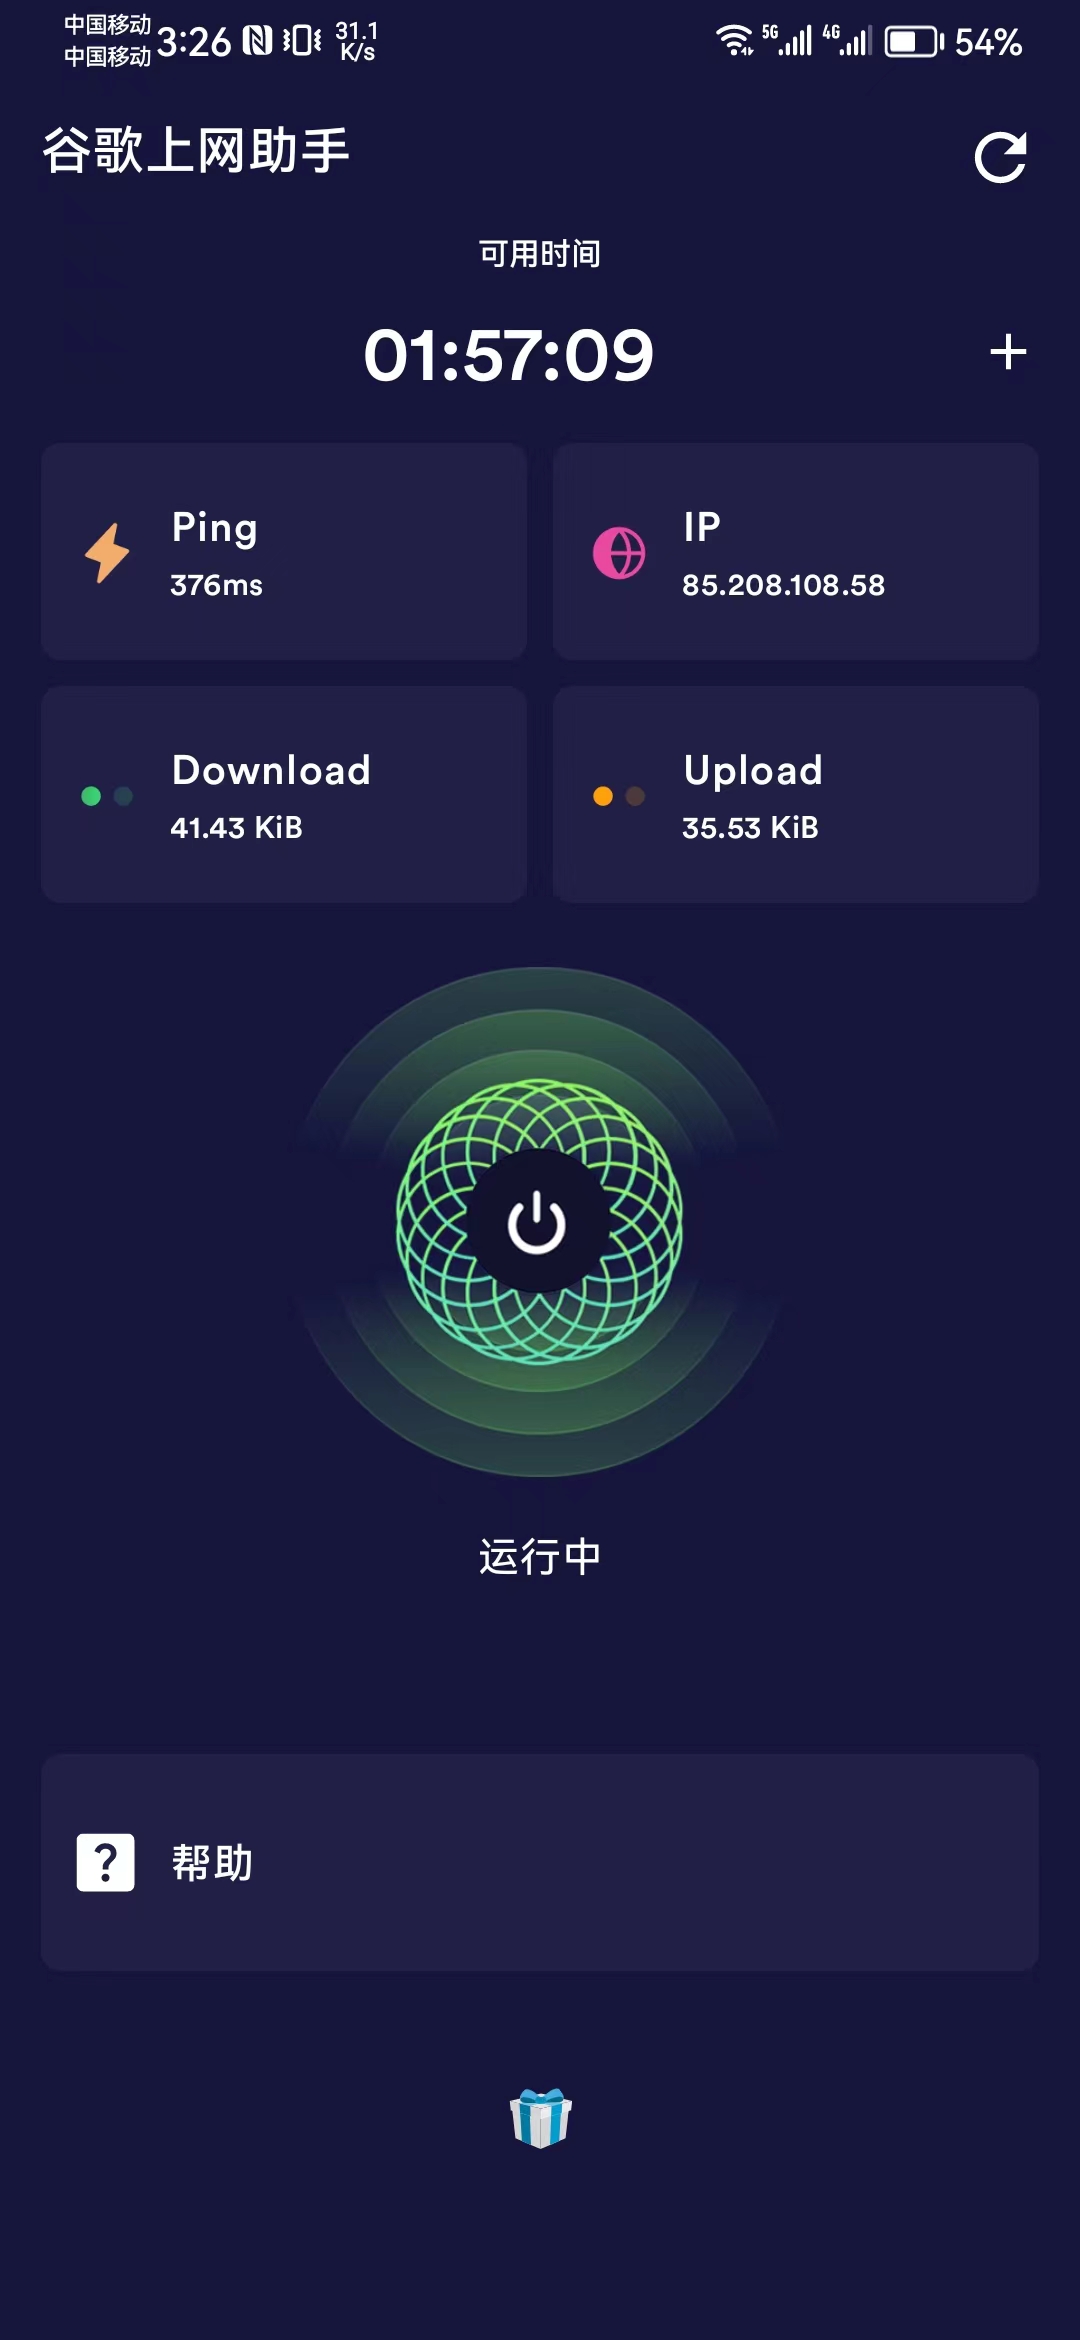 中国移动
中国移动
3:26
31.1
K/s
5G
4G
54%
谷歌上网助手
可用时间
01:57:09
+
Ping
376ms
IP
85.208.108.58
Download
41.43 KiB
Upload
35.53 KiB
运行中
?
帮助